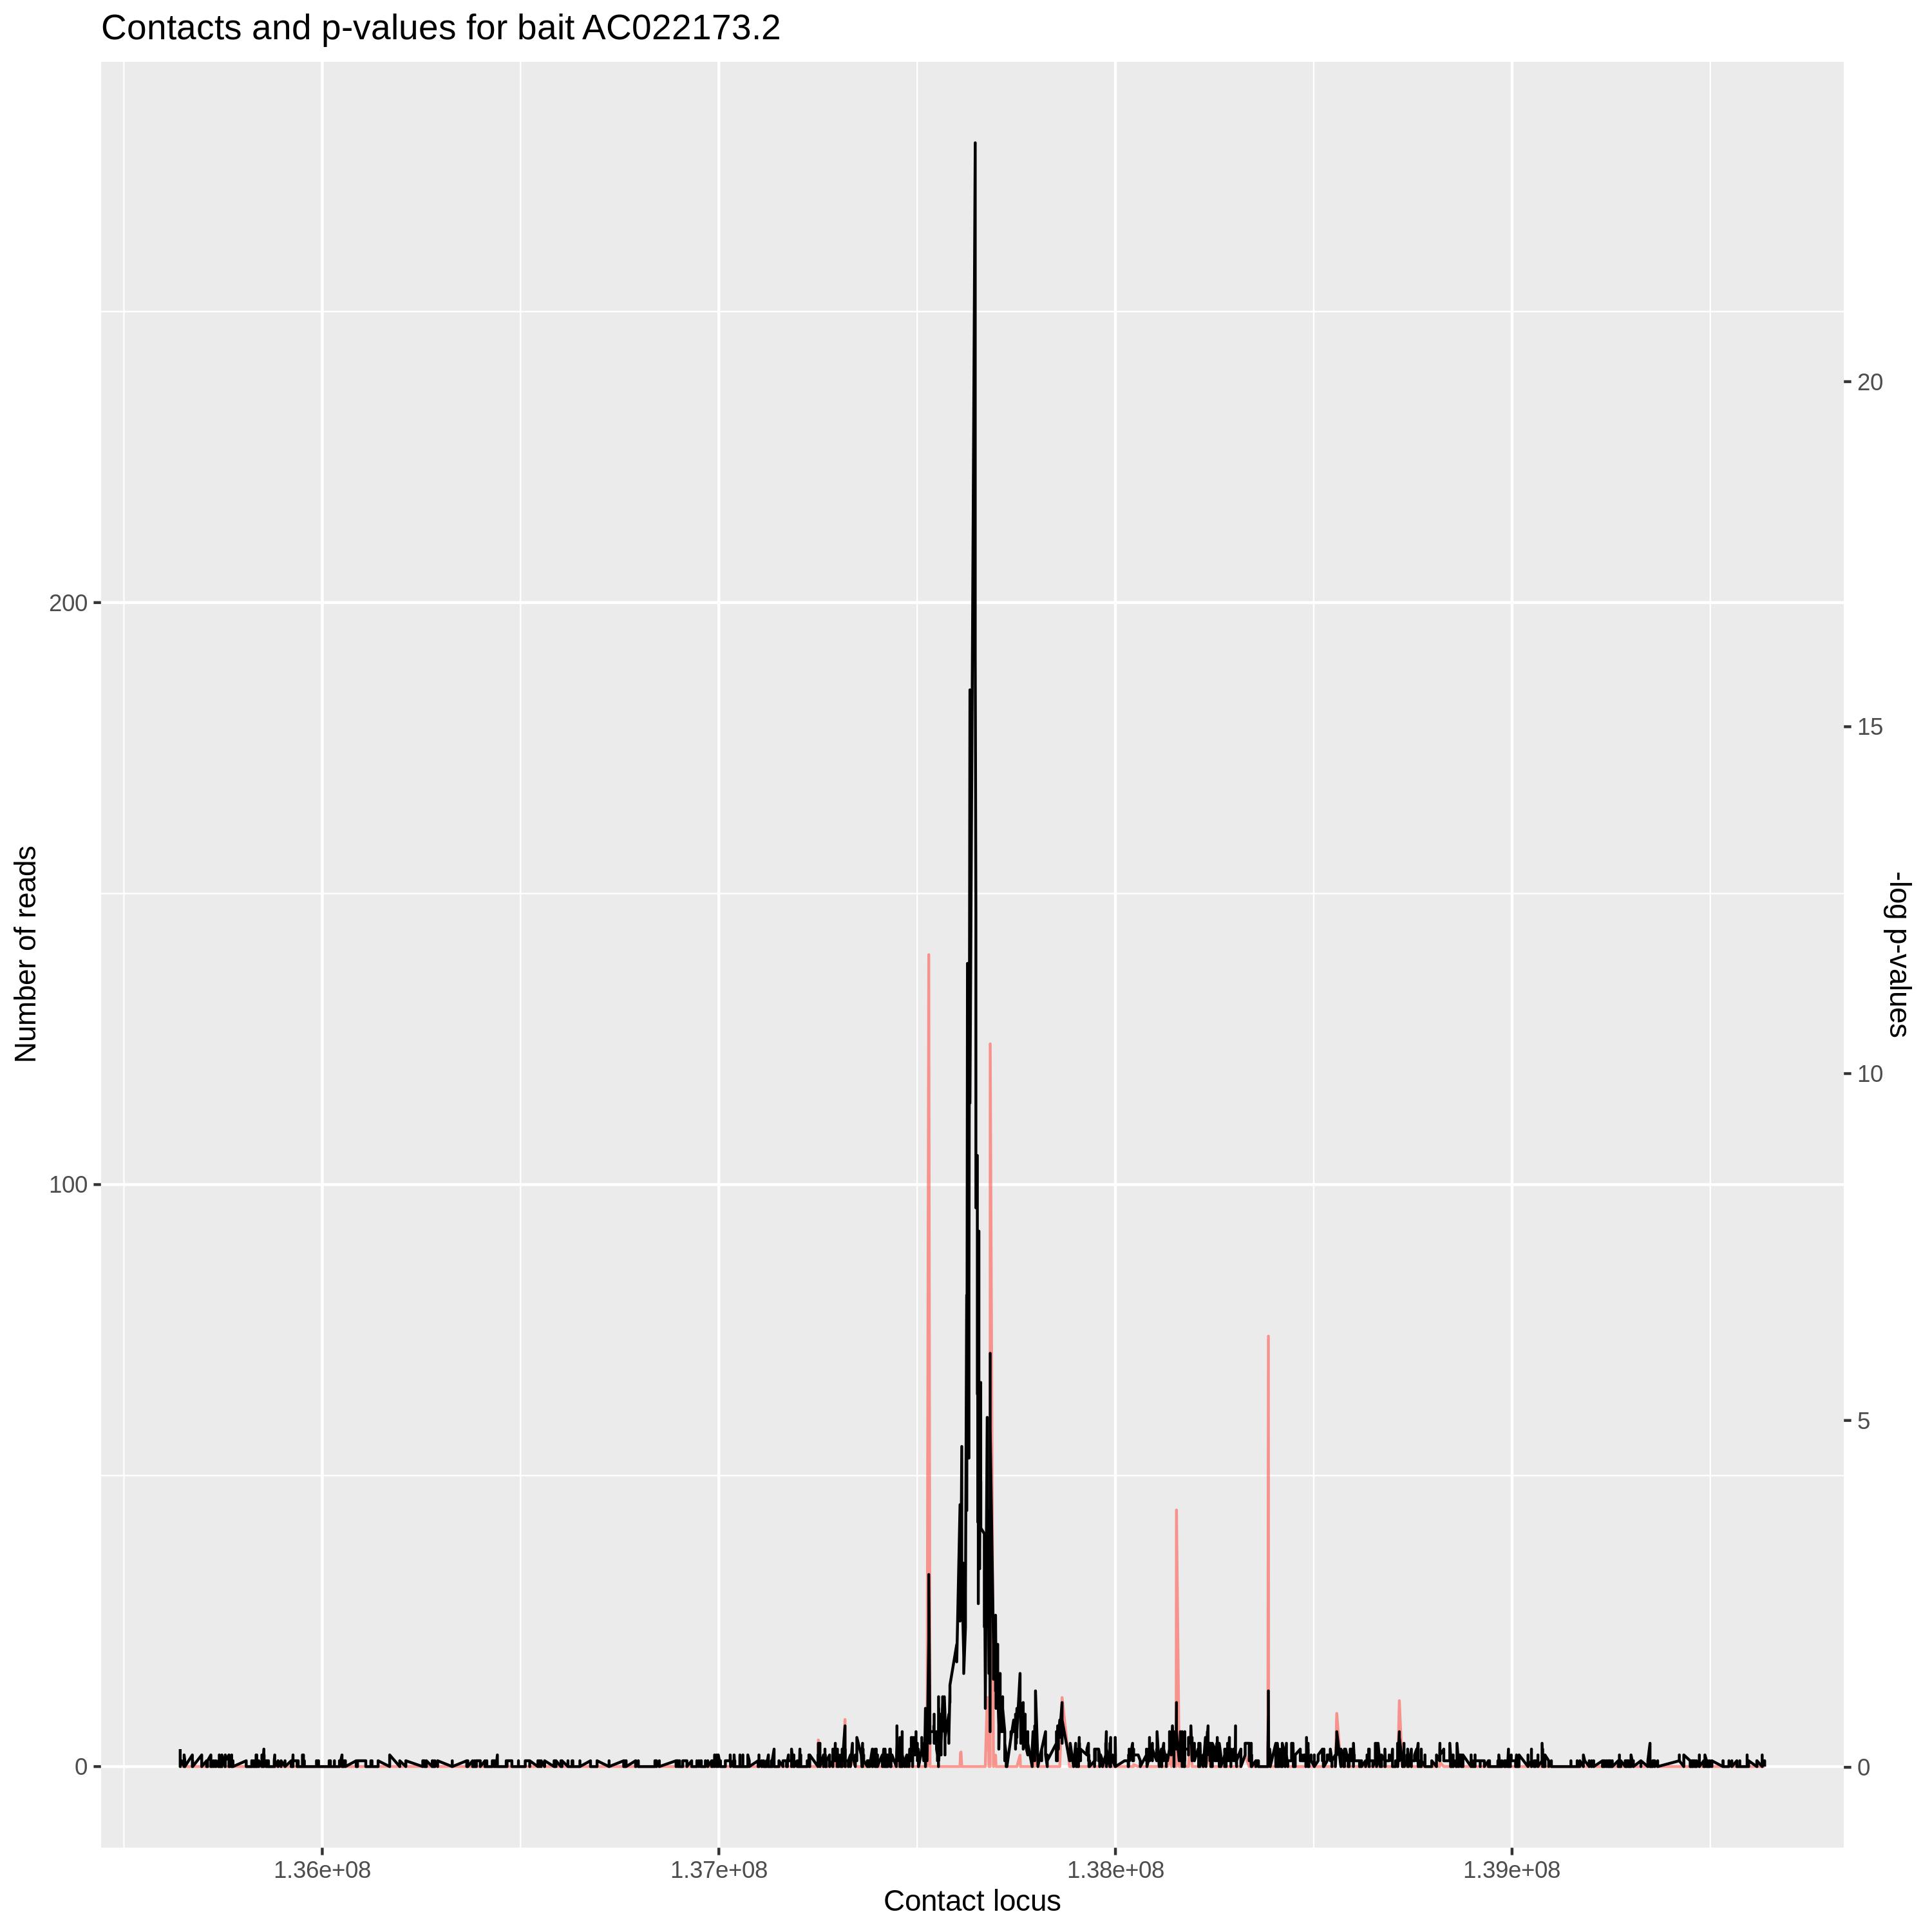 Contacts and p-values for bait AC022173.2
200
100
0
Number of reads
20
15
10
5
0
-log p-values
1.36e+08
1.37e+08
1.38e+08
1.39e+08
Contact locus